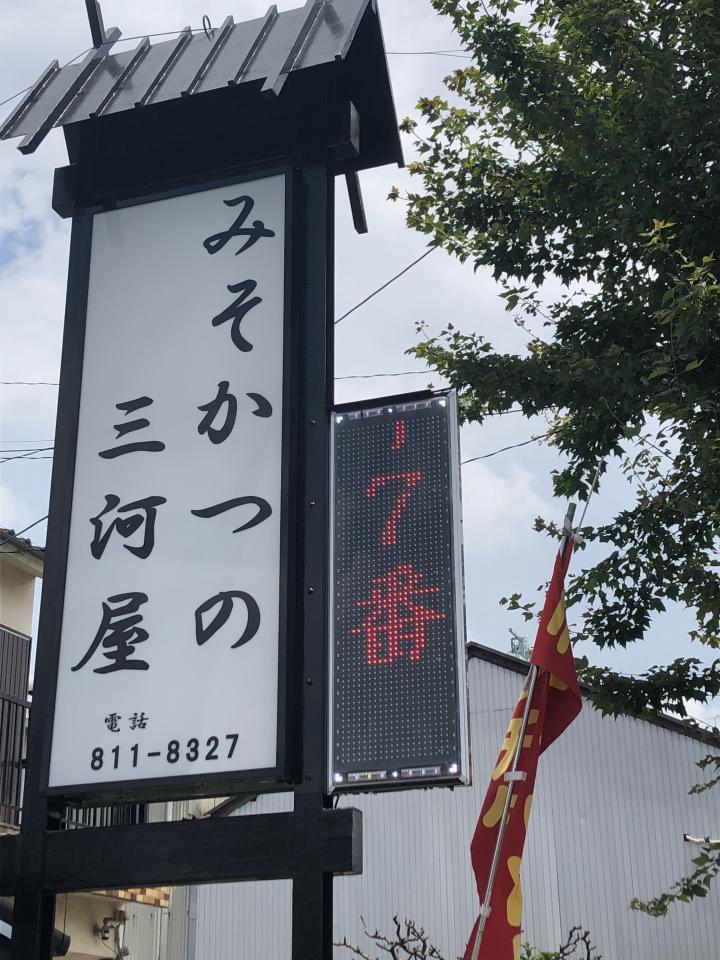 みそかつの
三河屋
電話
811-8327
7番